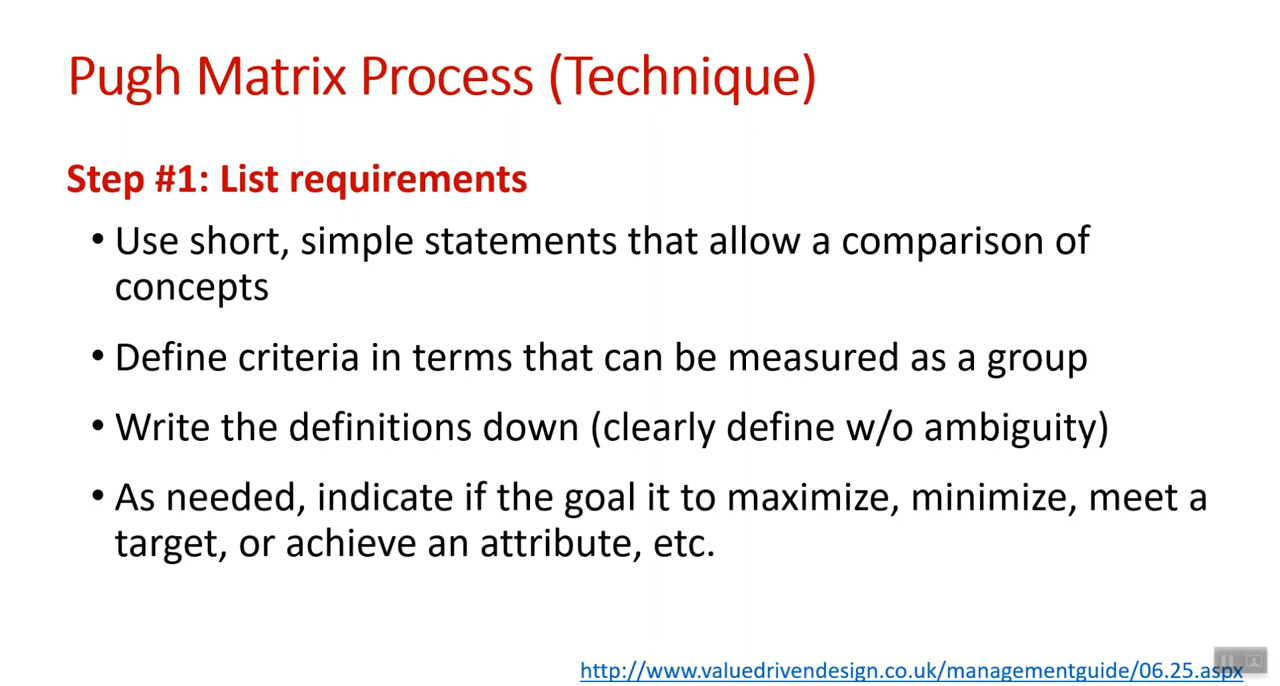 Pugh Matrix Process (Technique)
Step #1: List requirements
• Use short, simple statements that allow a comparison of
concepts
• Define criteria in terms that can be measured as a group
• Write the definitions down (clearly define w/o ambiguity)
• As needed, indicate if the goal it to maximize, minimize, meet a
target, or achieve an attribute, etc.
http://www.valuedrivendesign.co.uk/managementguide/06.25.aspx